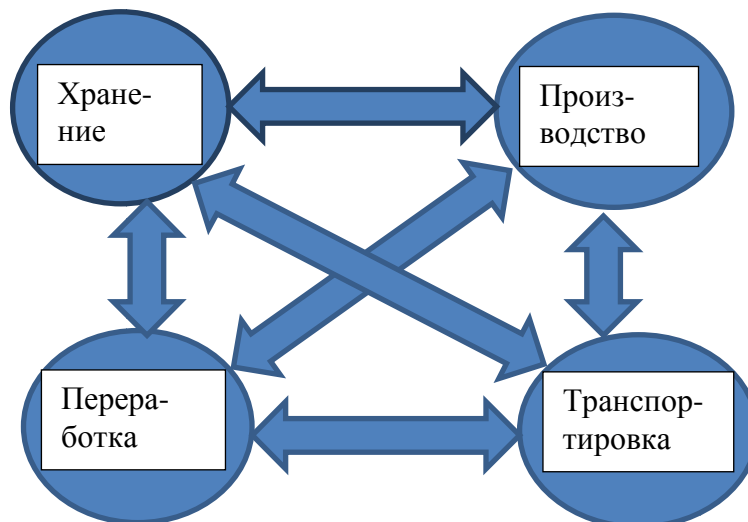 Хране-
ние
Произ-
водство
Перера-
ботка
Транспор-
тировка